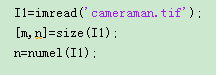 I1=imread('cameraman.tif');
[m,n]=size(I1);
n=numel(I1);